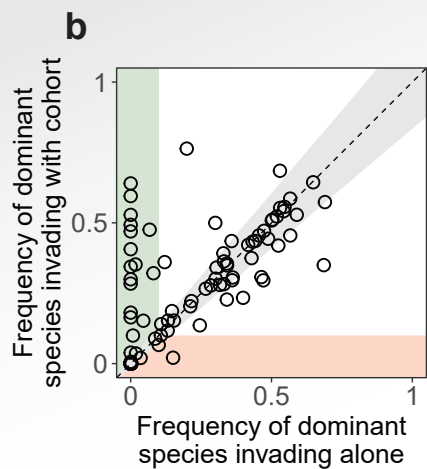 b
Frequency of dominant
species invading with cohort
1
0.5
0
0
0.5
1
Frequency of dominant
species invading alone